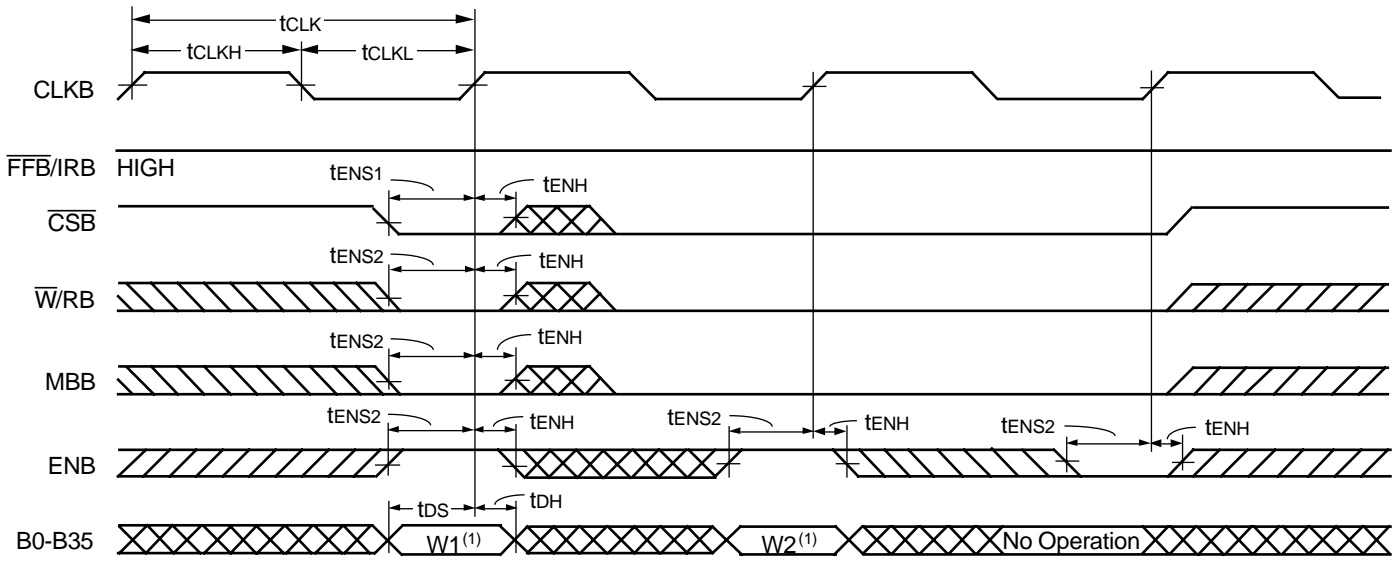 tCLK
tCLKH tCLKL
CLKB
FFB/IRB HIGH
tENS1 tENH
CSB
tENS2 tENH
W/RB
tENS2 tENH
MBB
tENS2 tENH tENS2 tENH tENS2 tENH
ENB
tDS tDH
B0-B35 W1(1) W2(1) No Operation